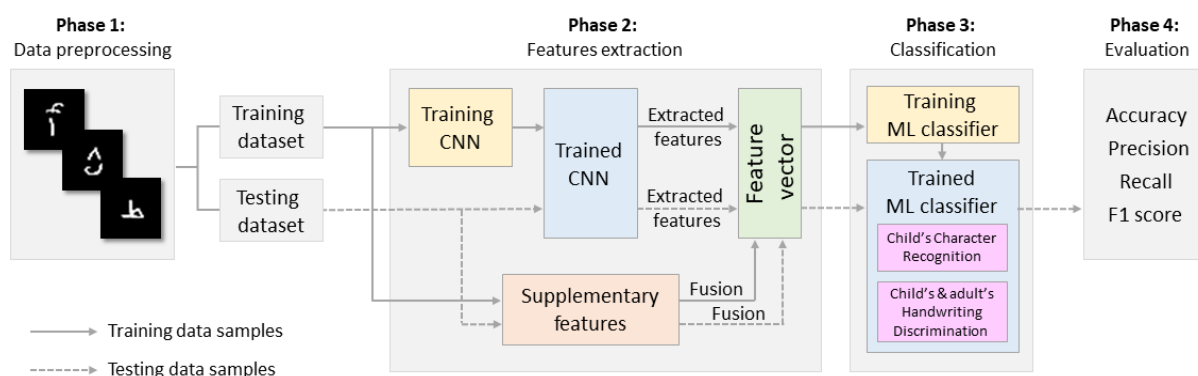 Phase 1:
Data preprocessing
Phase 2:
Features extraction
Phase 3:
Classification
Phase 4:
Evaluation
Training
dataset
Testing
dataset
Training
CNN
Trained
CNN
Extracted
features
Extracted
features
Feature
vector
Supplementary
features
Fusion
Fusion
Training
ML classifier
Trained
ML classifier
Child's Character
Recognition
Child's & adult's
Handwriting
Discrimination
Accuracy
Precision
Recall
F1 score
Training data samples
Testing data samples